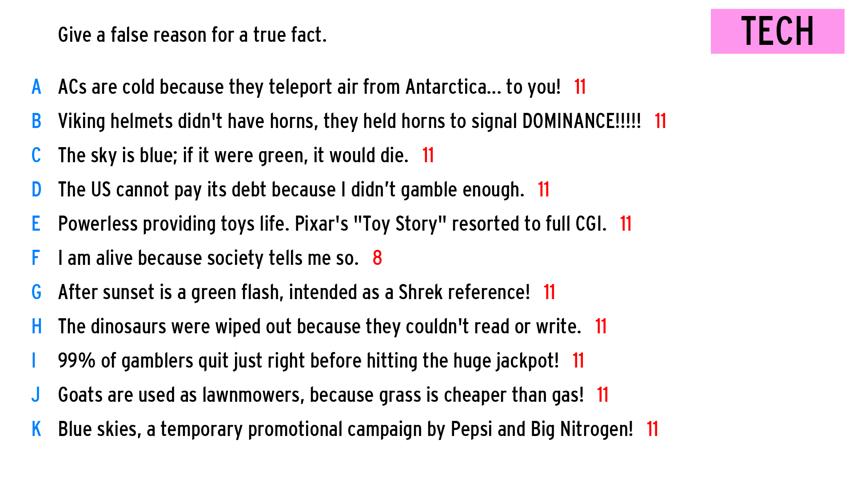 Give a false reason for a true fact.
TECH
A ACs are cold because they teleport air from Antarctica... to you! 11
B Viking helmets didn't have horns, they held horns to signal DOMINANCE!!!!! 11
C The sky is blue; if it were green, it would die. 11
D The US cannot pay its debt because I didn’t gamble enough. 11
E Powerless providing toys life. Pixar's "Toy Story" resorted to full CGI. 11
F I am alive because society tells me so. 8
G After sunset is a green flash, intended as a Shrek reference! 11
H The dinosaurs were wiped out because they couldn't read or write. 11
I 99% of gamblers quit just right before hitting the huge jackpot! 11
J Goats are used as lawnmowers, because grass is cheaper than gas! 11
K Blue skies, a temporary promotional campaign by Pepsi and Big Nitrogen! 11